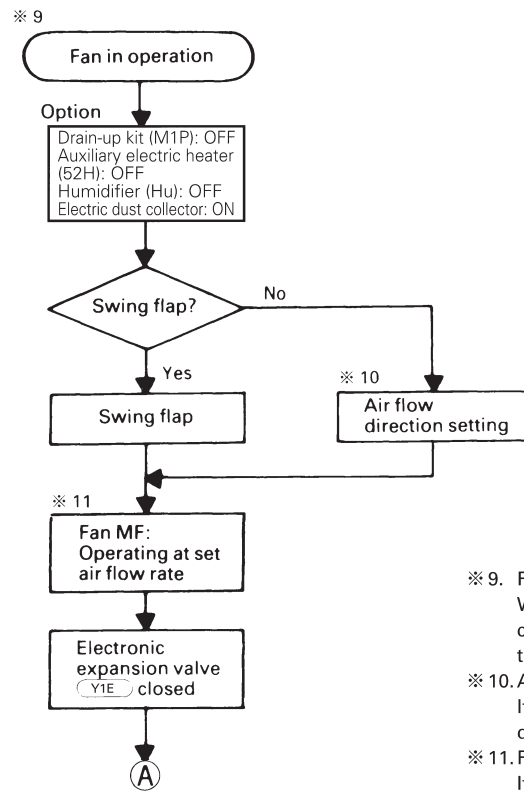 ※ 9
Fan in operation
Option
Drain-up kit (M1P): OFF
Auxiliary electric heater
(52H): OFF
Humidifier (Hu): OFF
Electric dust collector: ON
Swing flap?
No
Yes
Swing flap
※ 10
Air flow
direction setting
※ 11
Fan MF:
Operating at set
air flow rate
Electronic
expansion valve
Y1E closed
A
※ 9.
※ 10.
※ 11.